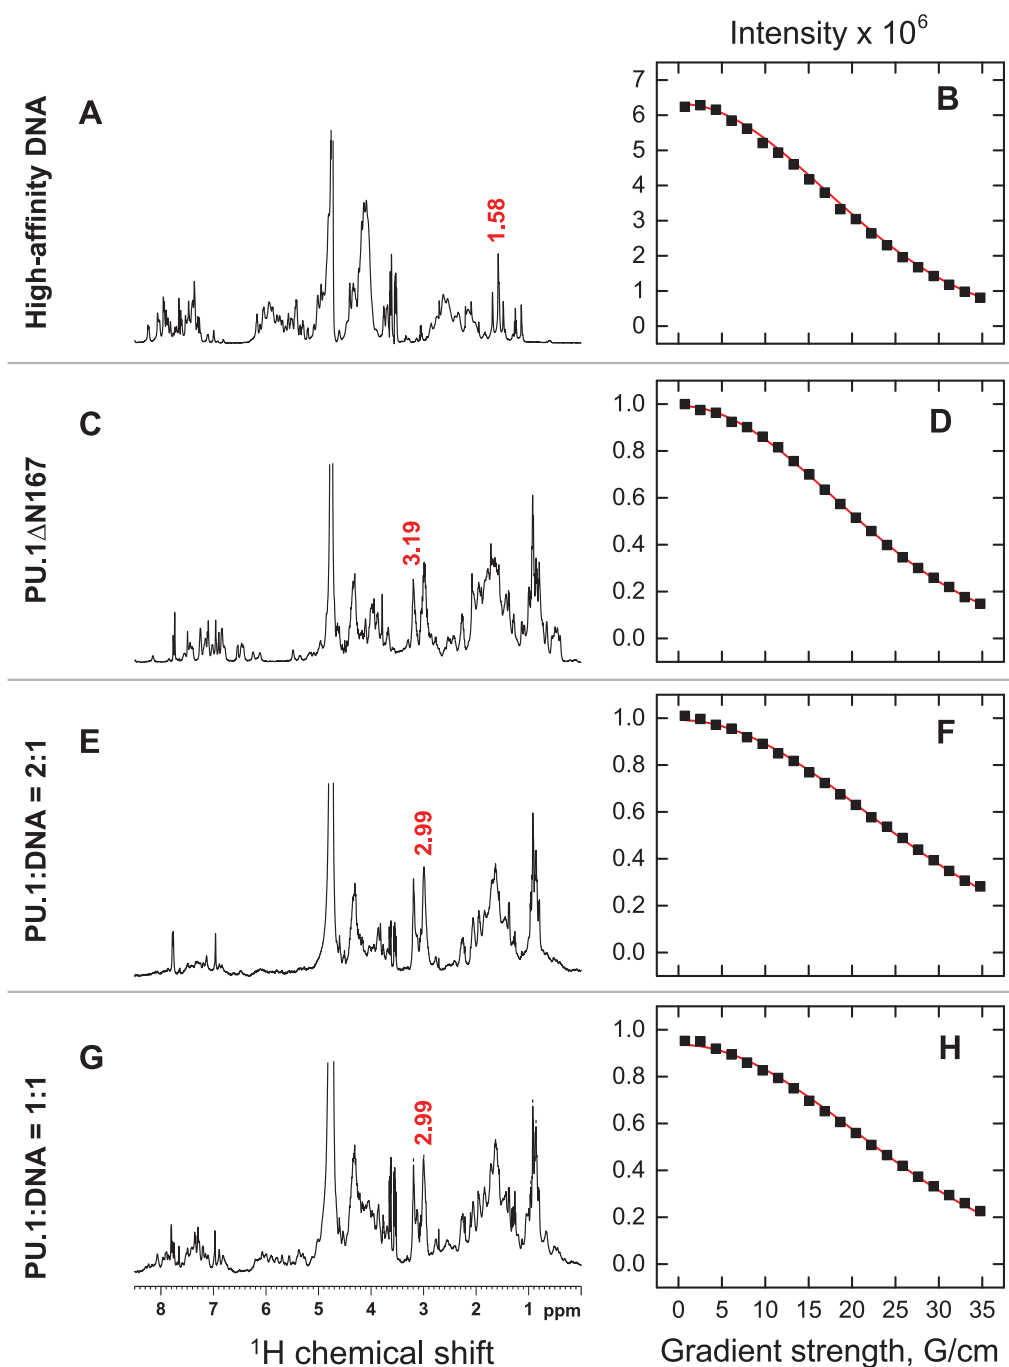 Intensity x 10⁶
High-affinity DNA
A
1.58
B
7
6
5
4
3
2
1
0
PU.1ΔN167
C
3.19
D
1.0
0.8
0.6
0.4
0.2
0.0
PU.1:DNA = 2:1
E
2.99
F
1.0
0.8
0.6
0.4
0.2
0.0
PU.1:DNA = 1:1
G
2.99
H
1.0
0.8
0.6
0.4
0.2
0.0
8 7 6 5 4 3 2 1 ppm
0 5 10 15 20 25 30 35
¹H chemical shift
Gradient strength, G/cm